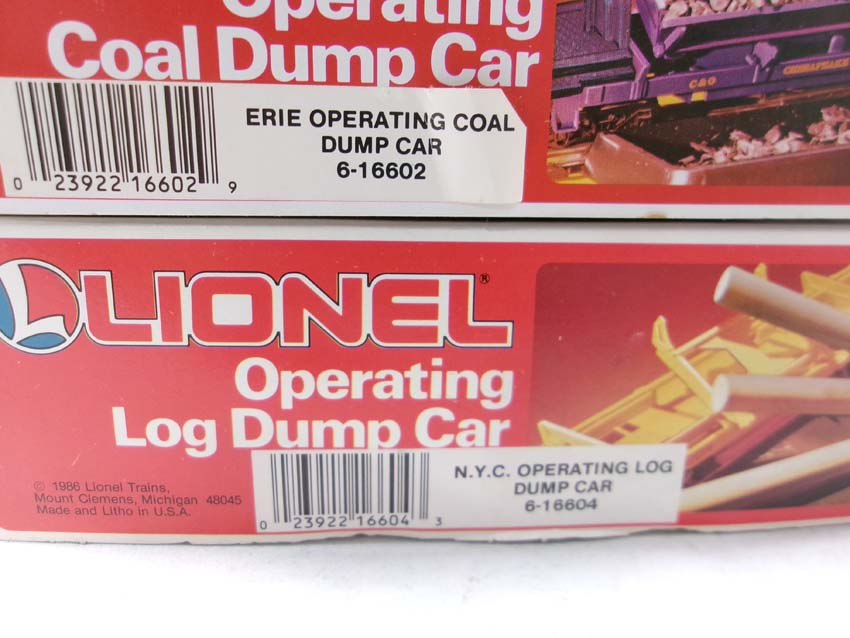 Operating
Coal Dump Car
ERIE OPERATING COAL
DUMP CAR
6-16602
0 23922 16602 9
C&O
CHESAPEAKE
L LIONEL®
Operating
Log Dump Car
© 1986 Lionel Trains,
Mount Clemens, Michigan 48045
Made and Litho in U.S.A.
N.Y.C. OPERATING LOG
DUMP CAR
6-16604
0 23922 16604 3